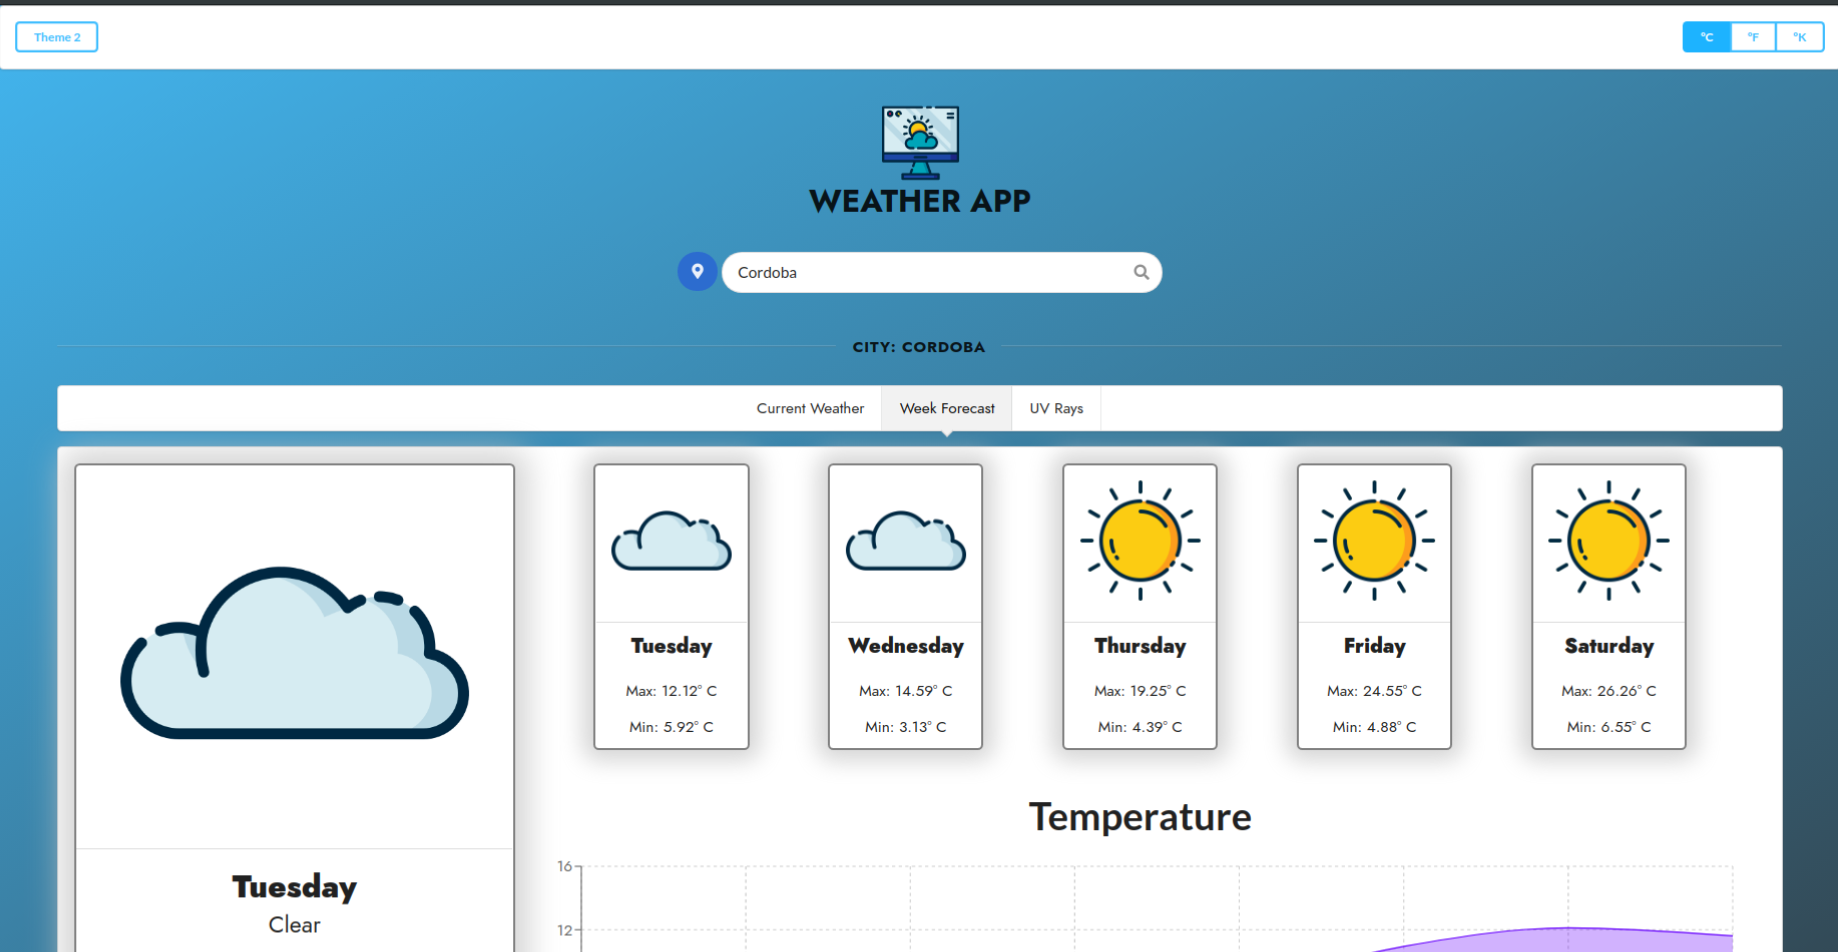 Theme 2
°C °F °K
WEATHER APP
Cordoba
CITY: CORDOBA
Current Weather Week Forecast UV Rays
Tuesday
Max: 12.12° C
Min: 5.92° C
Wednesday
Max: 14.59° C
Min: 3.13° C
Thursday
Max: 19.25° C
Min: 4.39° C
Friday
Max: 24.55° C
Min: 4.88° C
Saturday
Max: 26.26° C
Min: 6.55° C
Tuesday
Clear
Temperature
16
12